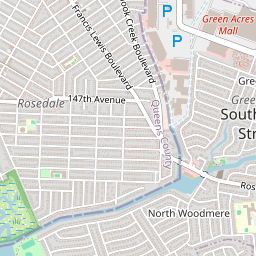 Francis Lewis Boulevard
ook Creek Boulevard
P
P
Green Acres
Mall
147th Avenue
Rosedale
Queens County
Gree
Gree
South
Str
Ros
North Woodmere